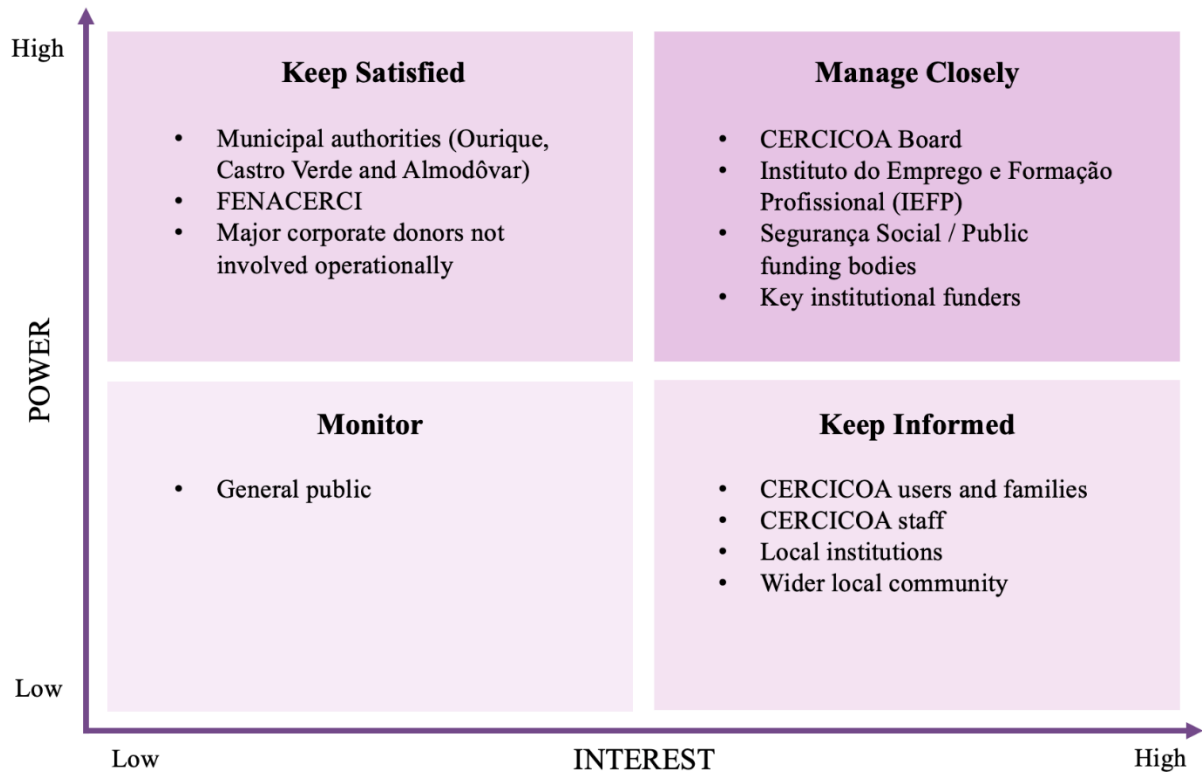 High
Keep Satisfied
• Municipal authorities (Ourique,
Castro Verde and Almodôvar)
• FENACERCI
• Major corporate donors not
involved operationally
Manage Closely
• CERCICOA Board
• Instituto do Emprego e Formação
Profissional (IEFP)
• Segurança Social / Public
funding bodies
• Key institutional funders
POWER
Monitor
• General public
Keep Informed
• CERCICOA users and families
• CERCICOA staff
• Local institutions
• Wider local community
Low
Low
INTEREST
High